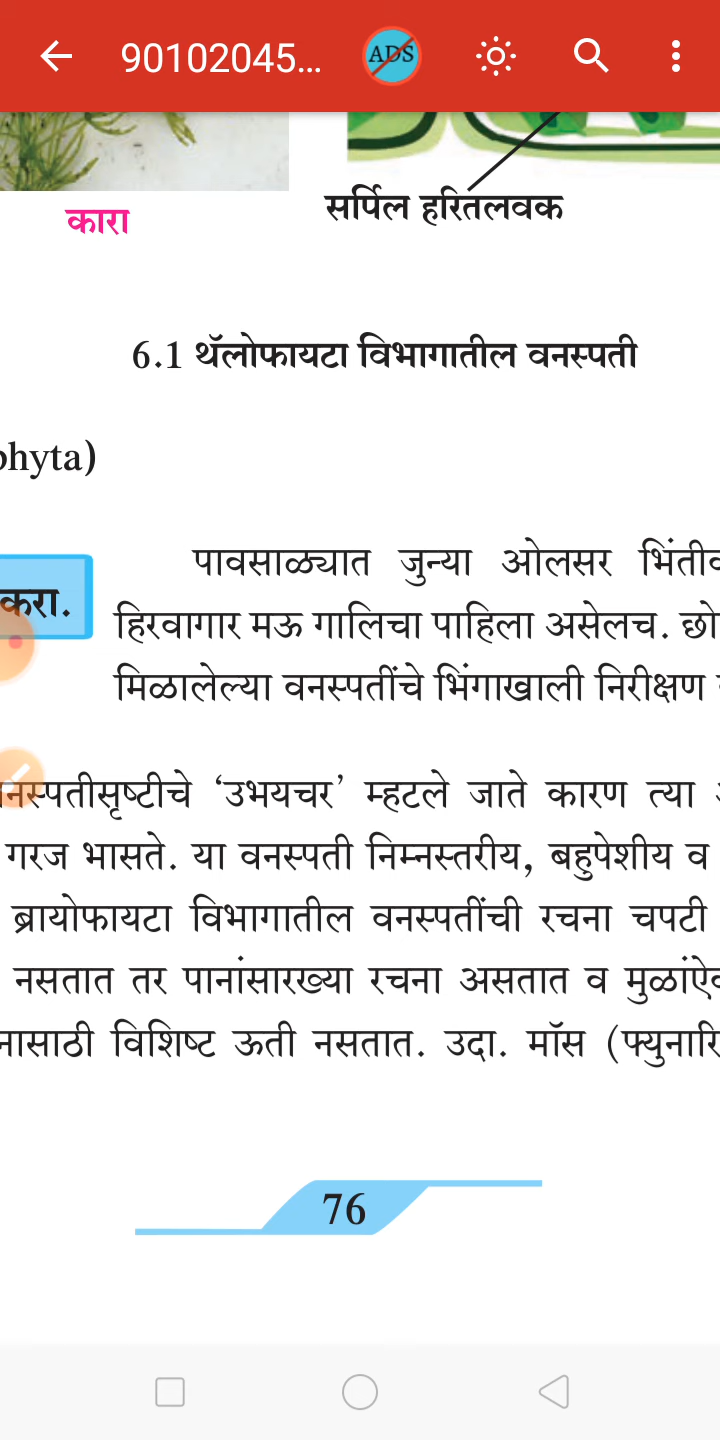 90102045...
ADS
कारा
सर्पिल हरितलवक
6.1 थॅलोफायटा विभागातील वनस्पती
phyta)
करा.
पावसाळ्यात जुन्या ओलसर
हिरवागार मऊ गालिचा पाहिला असेलच.
मिळालेल्या वनस्पतींचे भिंगाखाली निरीक्षण
‘उभयचर’ म्हटले जाते कारण त्या
गरज भासते. या वनस्पती निम्नस्तरीय, बहुपेशीय व
ब्रायोफायटा विभागातील वनस्पतींची रचना चपटी
नसतात तर पानांसारख्या रचना असतात व
विशिष्ट ऊती नसतात. उदा. मॉस
76